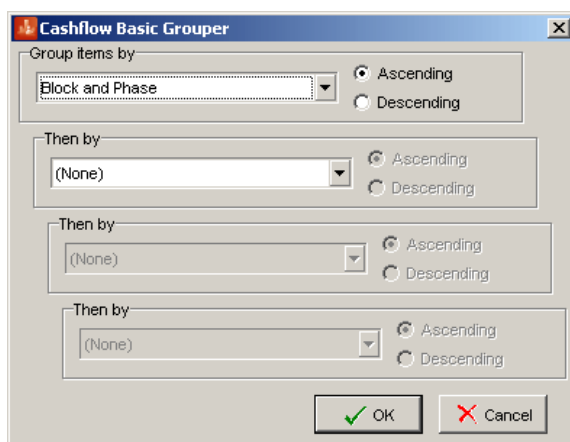 Cashflow Basic Grouper
Group items by
Block and Phase
Ascending
Descending
Then by
(None)
Ascending
Descending
Then by
(None)
Ascending
Descending
Then by
(None)
Ascending
Descending
OK
Cancel